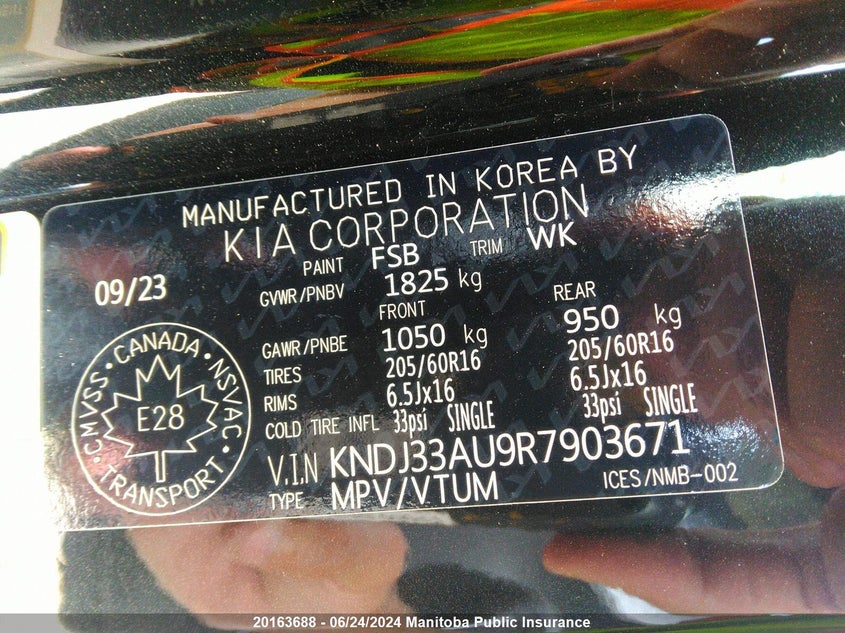 MANUFACTURED IN KOREA BY
KIA CORPORATION
PAINT FSB TRIM WK
09/23
GVWR/PNBV 1825 kg
FRONT REAR
GAWR/PNBE 1050 kg 950 kg
TIRES 205/60R16 205/60R16
RIMS 6.5Jx16 6.5Jx16
COLD TIRE INFL 33psi SINGLE 33psi SINGLE
V.I.N KNDJ33AU9R7903671
TYPE MPV/VTUM ICES/NMB-002
CMVSS · CANADA · NSVAC
E28
TRANSPORT
20163688 - 06/24/2024 Manitoba Public Insurance